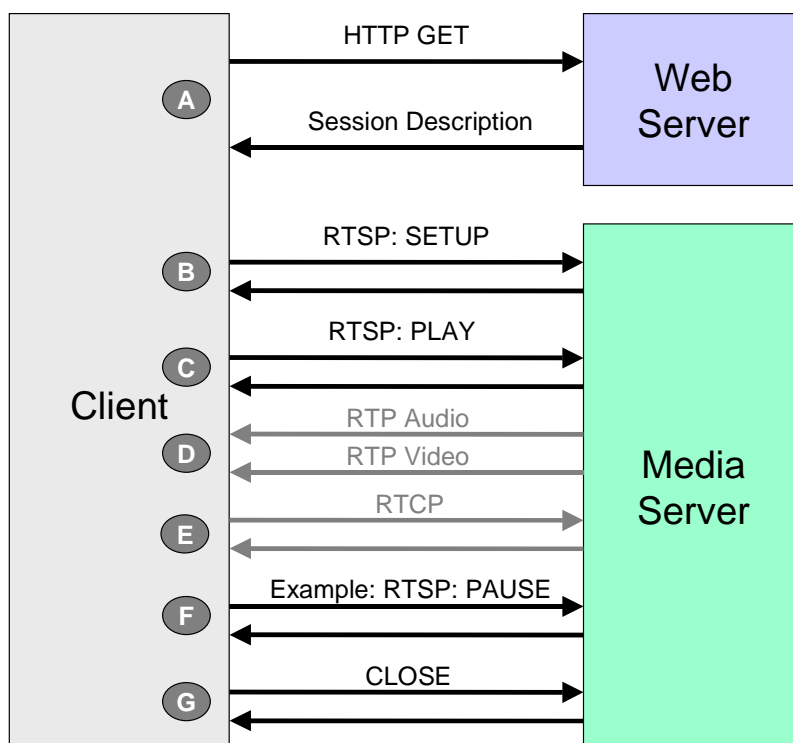 HTTP GET
Web
Server
A
Session Description
RTSP: SETUP
B
RTSP: PLAY
C
Client
RTP Audio
D
RTP Video
Media
Server
RTCP
E
Example: RTSP: PAUSE
F
CLOSE
G